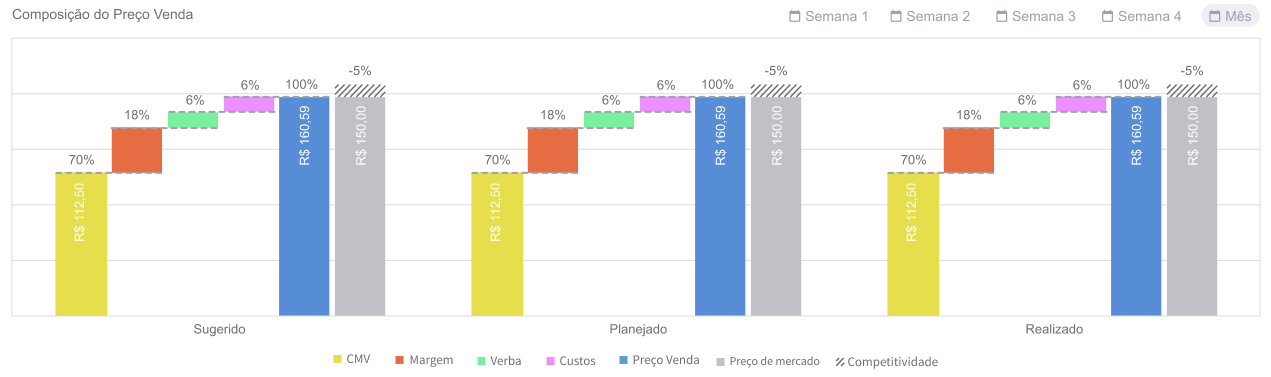 Composição do Preço Venda
Semana 1 Semana 2 Semana 3 Semana 4 Mês
70% 18% 6% 6% 100% -5%
R$ 112,50 R$ 160,59 R$ 150,00
Sugerido
70% 18% 6% 6% 100% -5%
R$ 112,50 R$ 160,59 R$ 150,00
Planejado
70% 18% 6% 6% 100% -5%
R$ 112,50 R$ 160,59 R$ 150,00
Realizado
CMV Margem Verba Custos Preço Venda Preço de mercado Competitividade